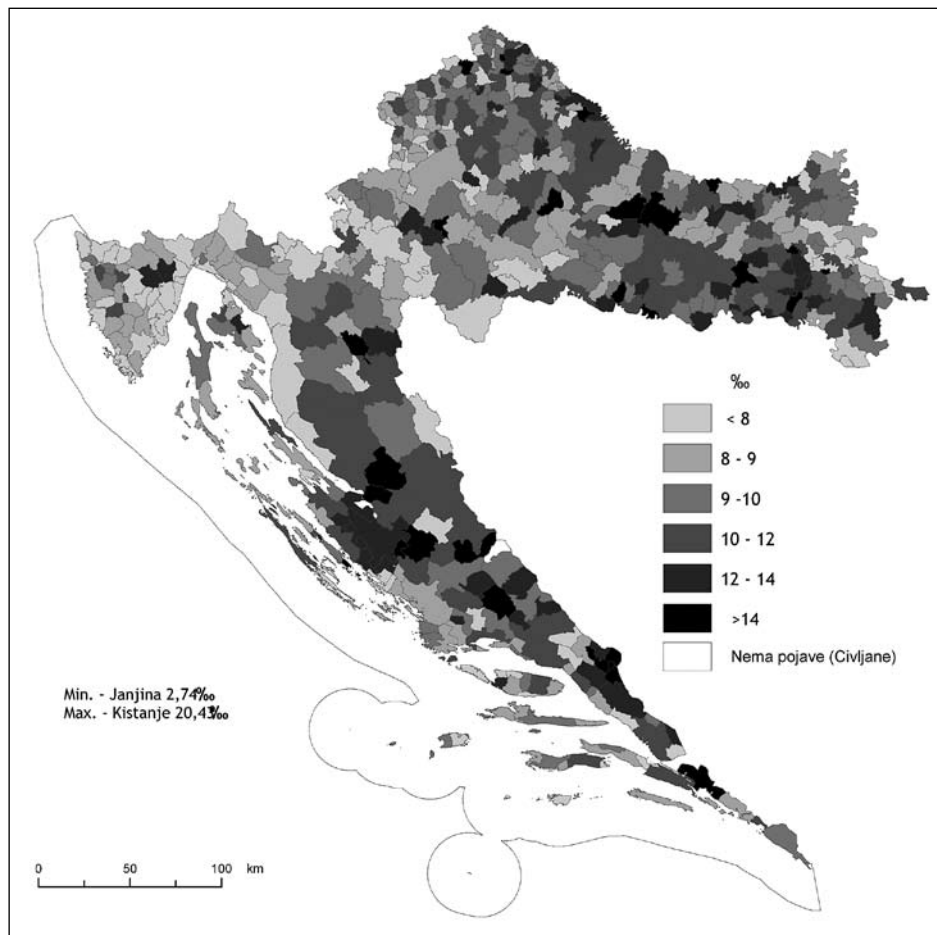 ‰
< 8
8 - 9
9 -10
10 - 12
12 - 14
>14
Nema pojave (Civljane)
Min. - Janjina 2,74‰
Max. - Kistanje 20,43‰
0 50 100 km